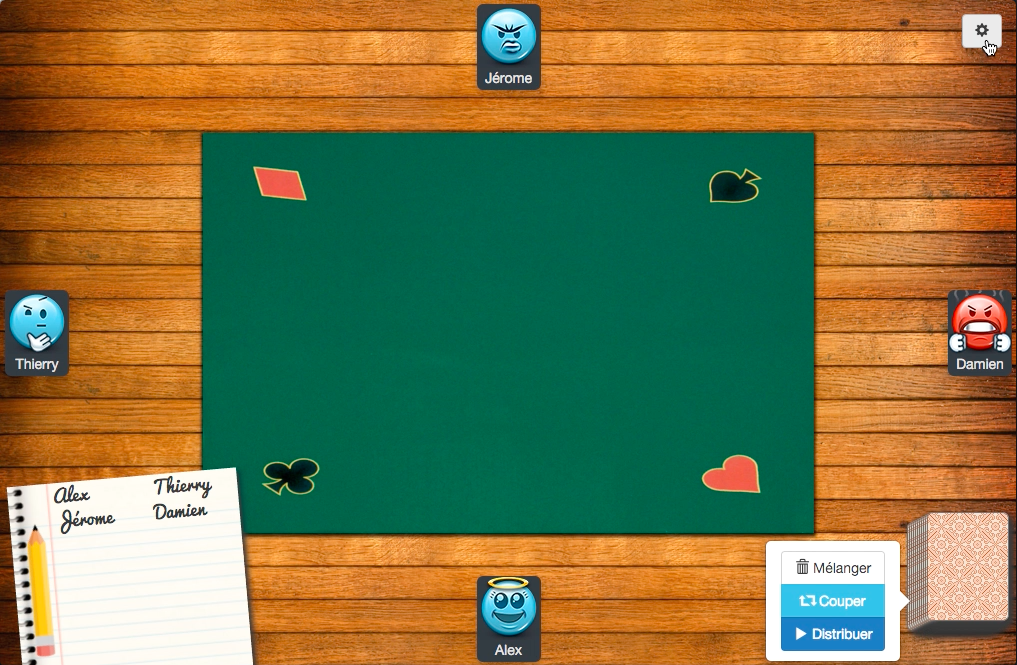 Jérome
Thierry
Damien
Alex Thierry
Jérome Damien
Mélanger
Couper
Distribuer
Alex